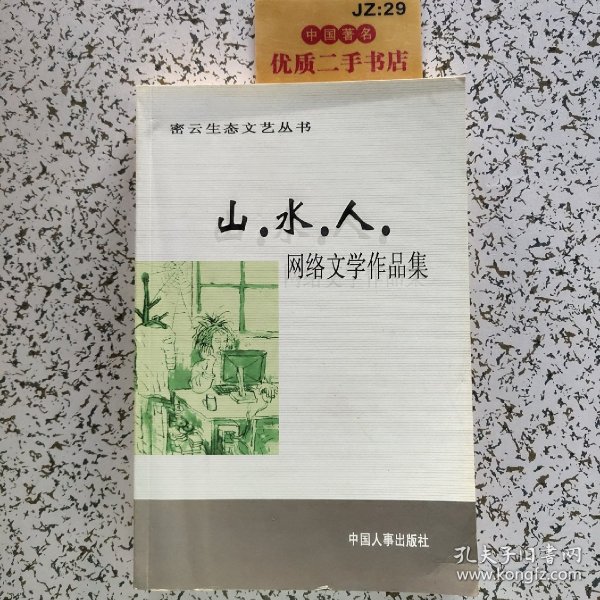 JZ:29
中国著名
优质二手书店
密云生态文艺丛书
山.水.人.
网络文学作品集
中国人事出版社
孔夫子旧书网
www.kongfz.com